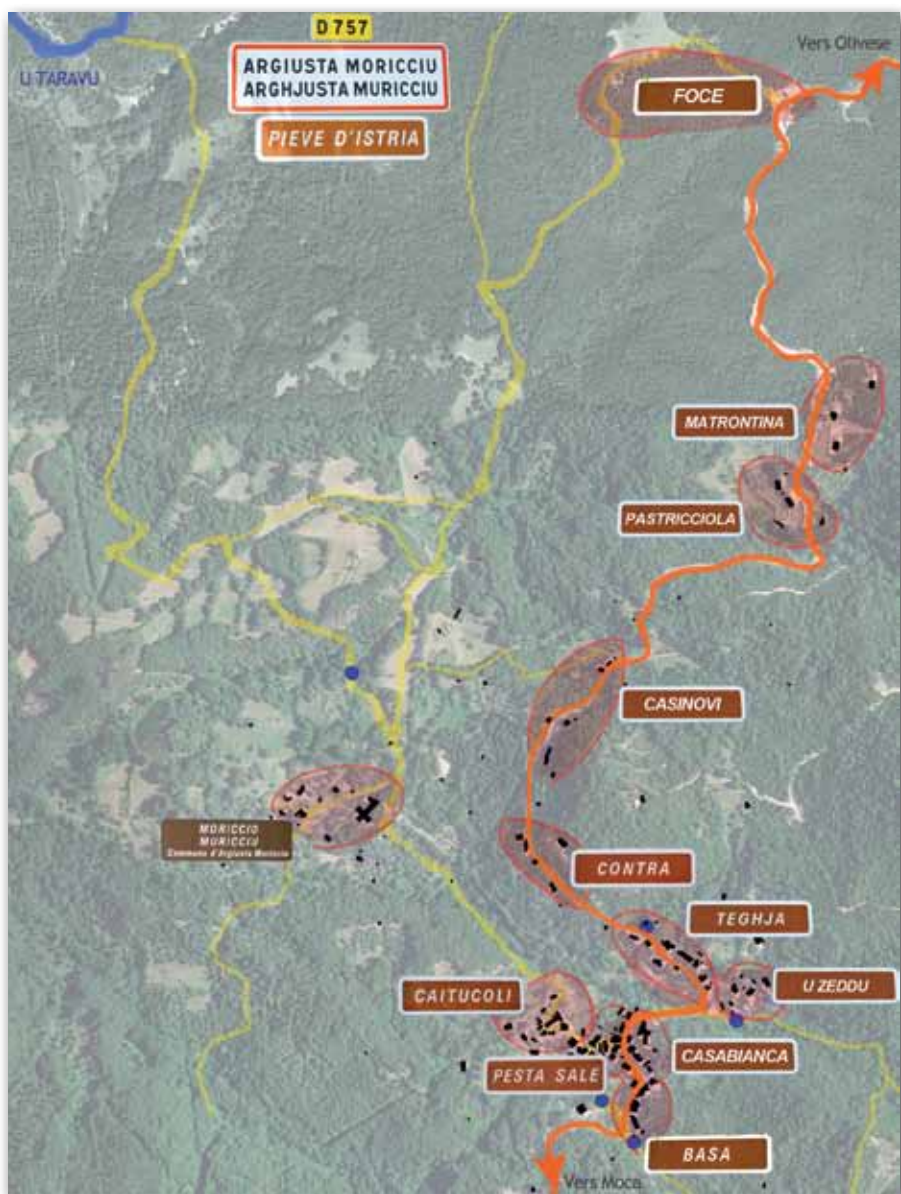 D 757
U TARAVU
ARGIUSTA MORICCIU
ARGHJUSTA MURICCIU
PIEVE D'ISTRIA
Vers Olivese
FOCE
MATRONTINA
PASTRICCIOLA
CASINOVI
MORICCIO
MURICCIU
Commune d'Argiusta Moriccio
CONTRA
TEGHJA
U ZEDDU
CAITUCOLI
CASABIANCA
PESTA SALE
BASA
Vers Moca